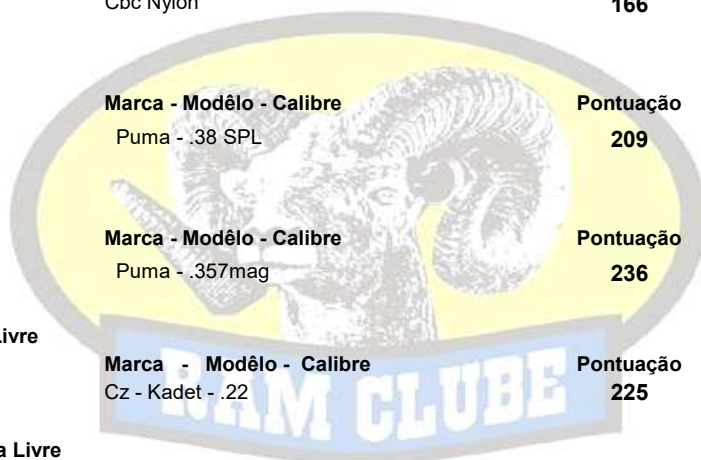 Cbc Nylon 166
Marca - Modêlo - Calibre Pontuação
Puma - .38 SPL 209
Marca - Modêlo - Calibre Pontuação
Puma - .357mag 236
Livre
Marca - Modêlo - Calibre Pontuação
Cz - Kadet - .22 225
RAM CLUBE
a Livre